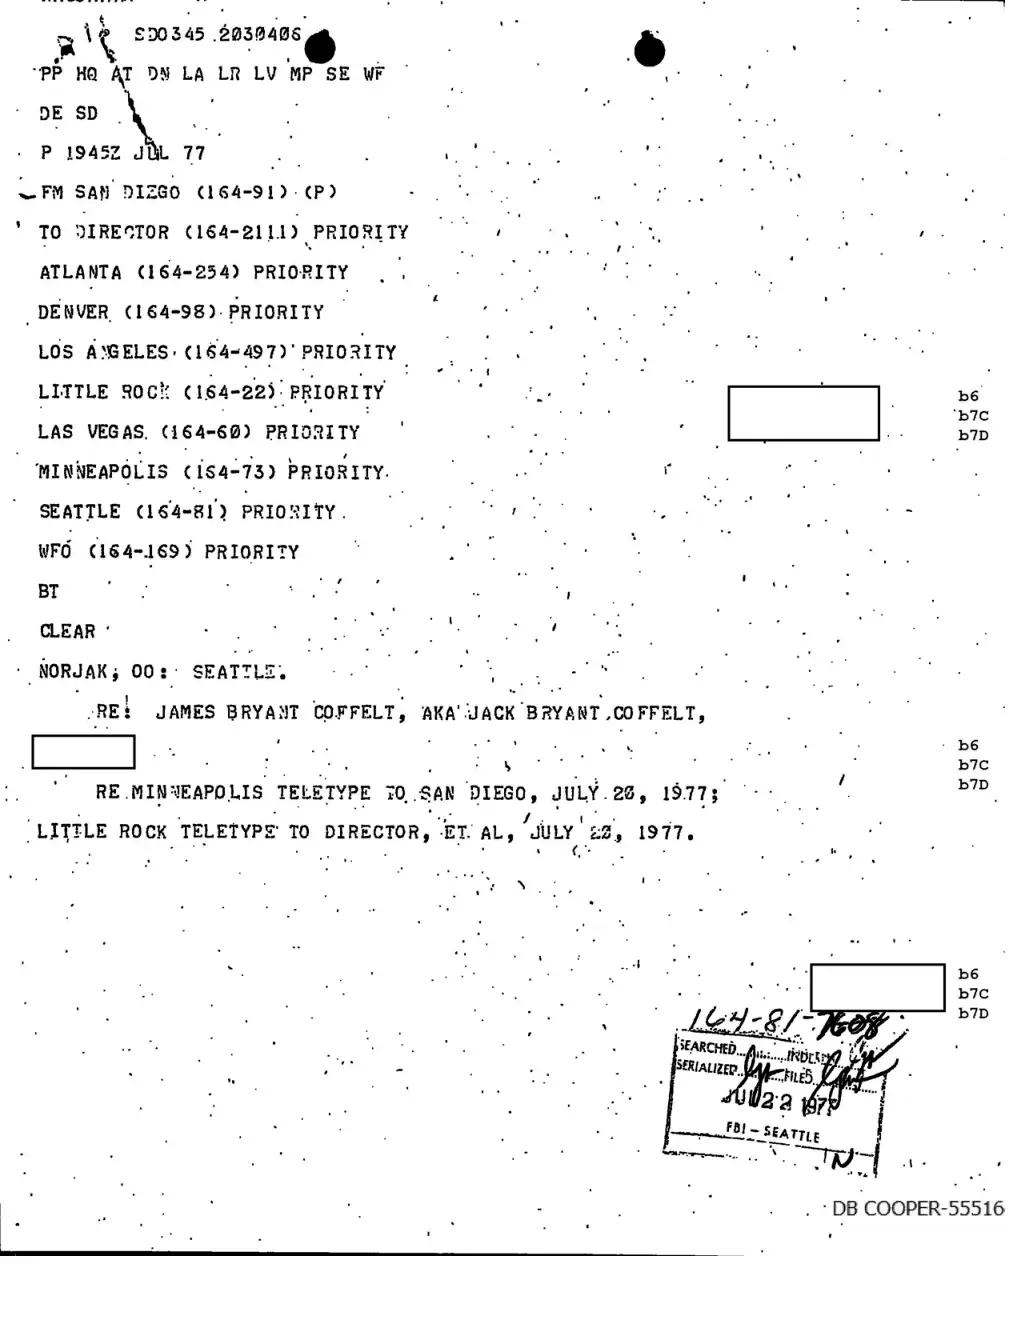 SD0345 2030406
PP HQ AT DN LA LR LV MP SE WF
DE SD
P 1945Z JUL 77
FM SAN DIEGO (164-91) (P)
TO DIRECTOR (164-2111) PRIORITY
ATLANTA (164-254) PRIORITY
DENVER (164-98) PRIORITY
LOS ANGELES (164-497) PRIORITY
LITTLE ROCK (164-22) PRIORITY
b6
b7C
LAS VEGAS. (164-60) PRIORITY
b7D
MINNEAPOLIS (164-73) PRIORITY
SEATTLE (164-81) PRIORITY
WFO (164-169) PRIORITY
BT
CLEAR
NORJAK; OO: SEATTLE.
RE: JAMES BRYANT COFFELT, AKA JACK BRYANT COFFELT,
b6
b7C
b7D
RE MINNEAPOLIS TELETYPE TO SAN DIEGO, JULY 20, 1977;
LITTLE ROCK TELETYPE TO DIRECTOR, ET AL, JULY 20, 1977.
b6
b7C
b7D
164-81-7608
SEARCHED INDEXED
SERIALIZED FILED
JUL 22 1977
FBI - SEATTLE
N
DB COOPER-55516